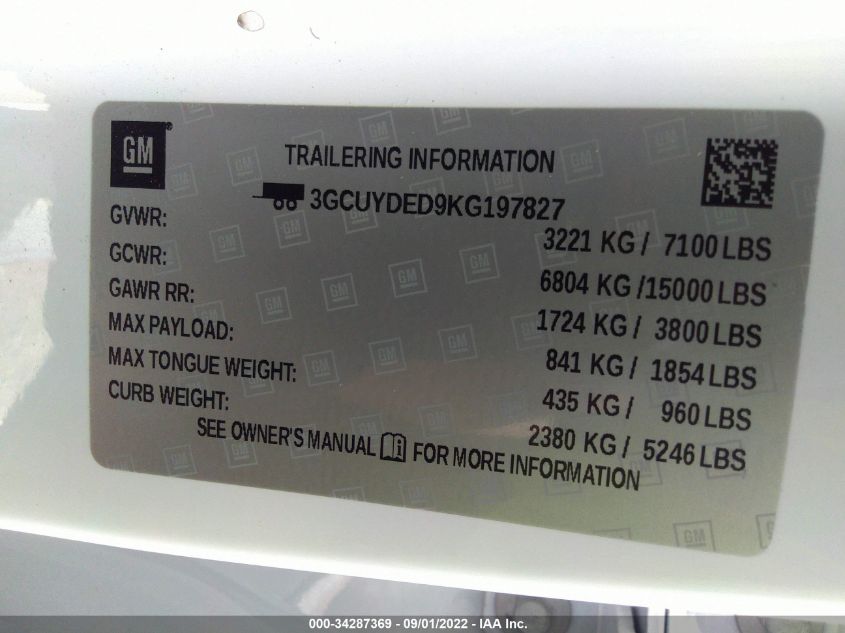 GM
TRAILERING INFORMATION
3GCUYDED9KG197827
GVWR: 3221 KG / 7100 LBS
GCWR: 6804 KG /15000 LBS
GAWR RR: 1724 KG / 3800 LBS
MAX PAYLOAD: 841 KG / 1854 LBS
MAX TONGUE WEIGHT: 435 KG / 960 LBS
CURB WEIGHT: 2380 KG / 5246 LBS
SEE OWNER'S MANUAL FOR MORE INFORMATION
000-34287369 - 09/01/2022 - IAA Inc.